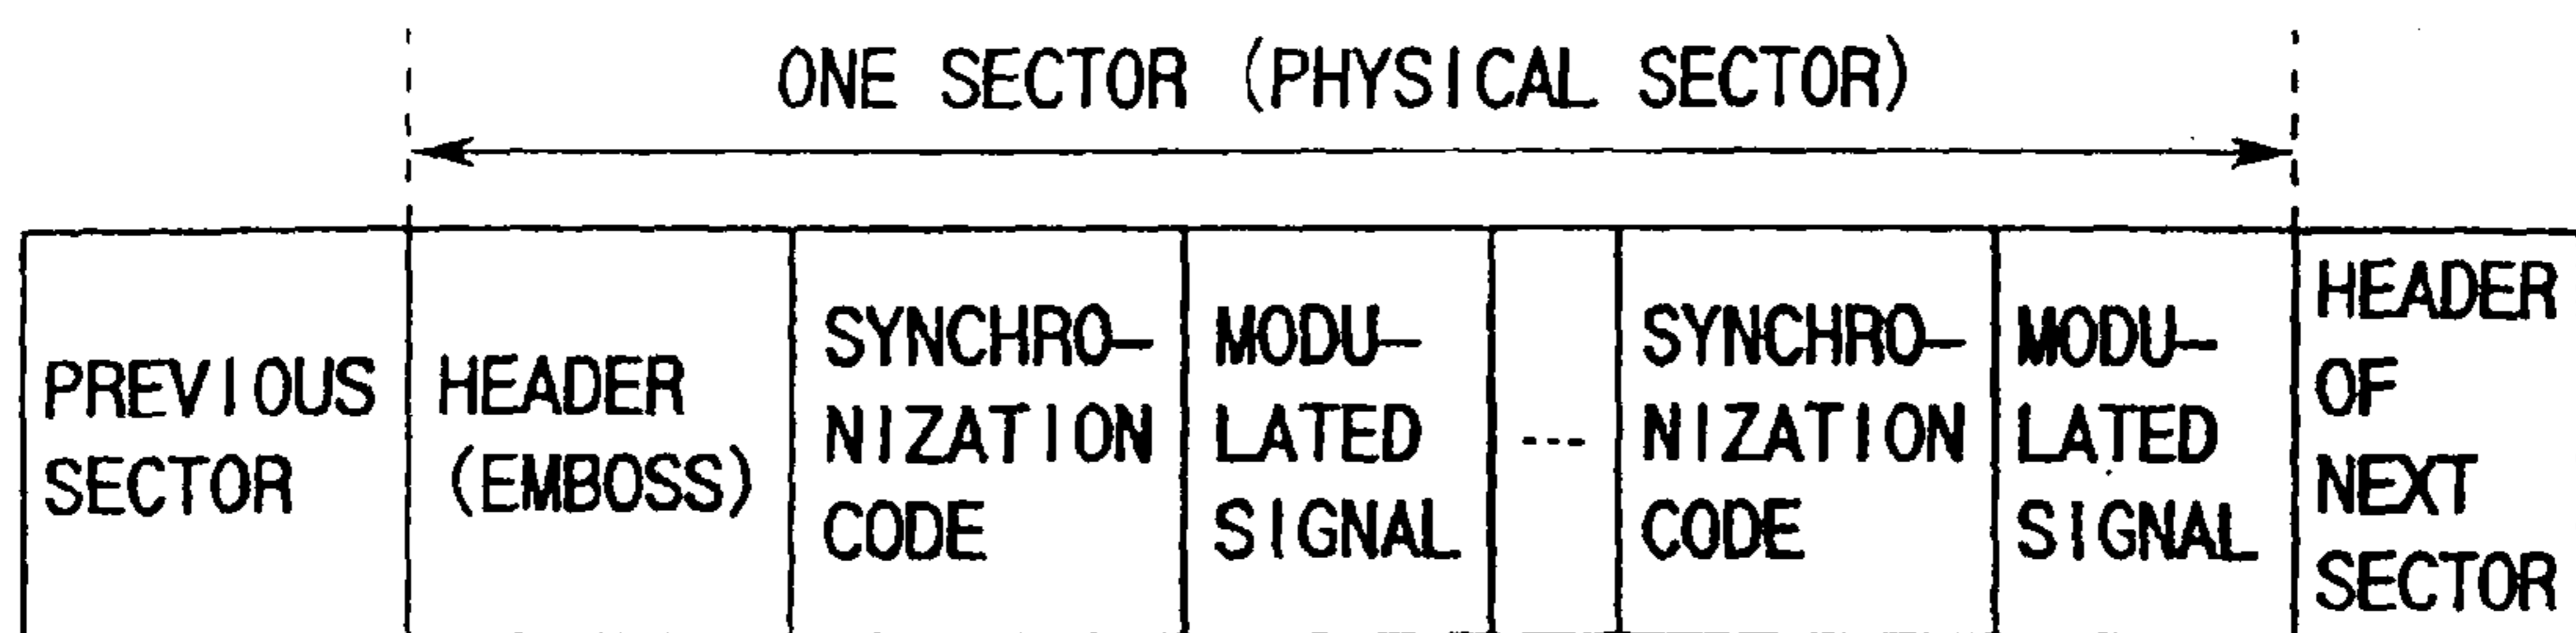 ONE SECTOR (PHYSICAL SECTOR)
PREVIOUS
SECTOR
HEADER
(EMBOSS)
SYNCHRO-
NIZATION
CODE
MODU-
LATED
SIGNAL
---
SYNCHRO-
NIZATION
CODE
MODU-
LATED
SIGNAL
HEADER
OF
NEXT
SECTOR